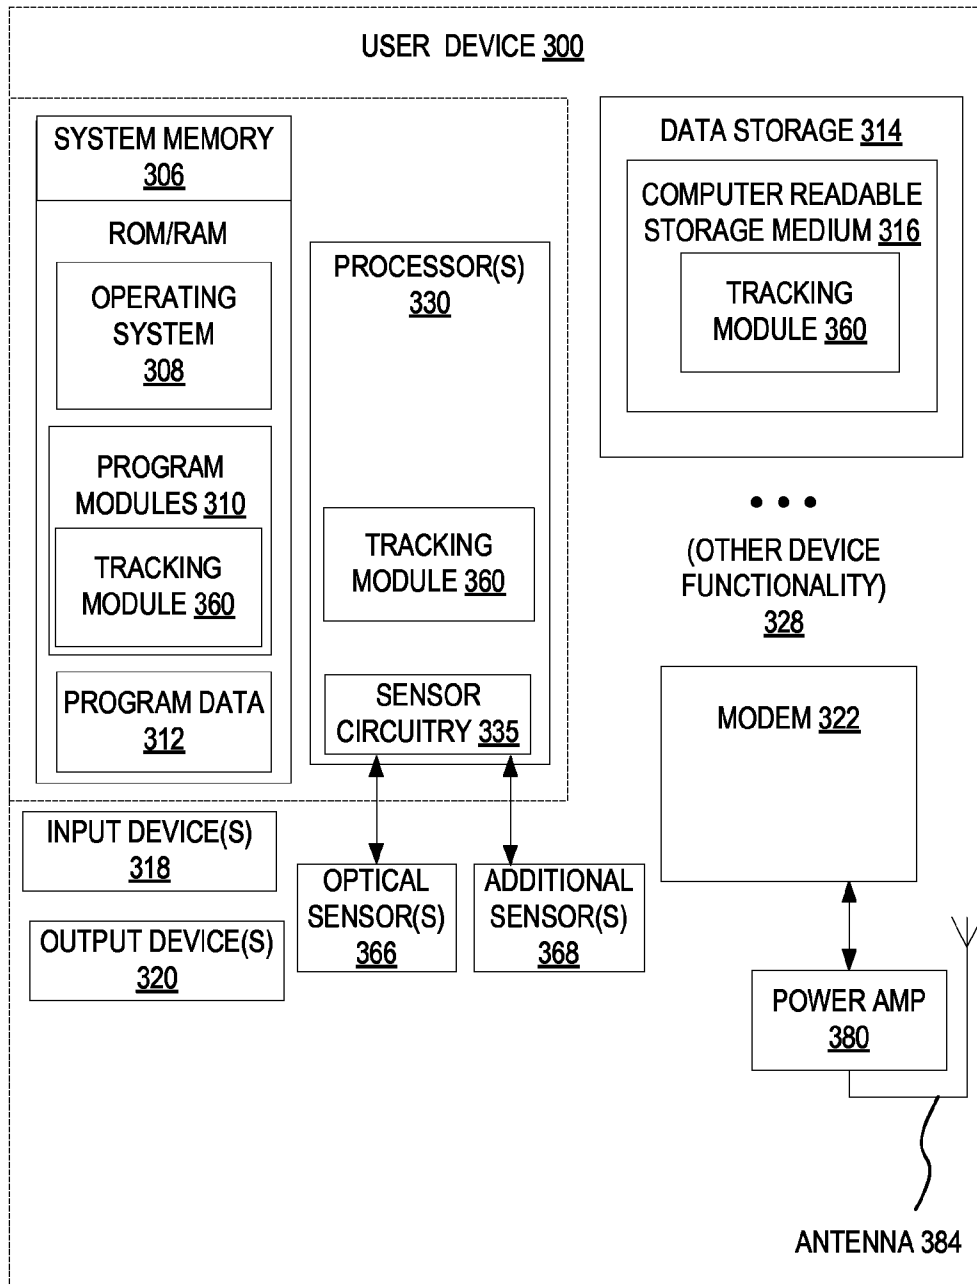 USER DEVICE 300
SYSTEM MEMORY
306
ROM/RAM
OPERATING
SYSTEM
308
PROGRAM
MODULES 310
TRACKING
MODULE 360
PROGRAM DATA
312
PROCESSOR(S)
330
TRACKING
MODULE 360
SENSOR
CIRCUITRY 335
DATA STORAGE 314
COMPUTER READABLE
STORAGE MEDIUM 316
TRACKING
MODULE 360
(OTHER DEVICE
FUNCTIONALITY)
328
MODEM 322
INPUT DEVICE(S)
318
OUTPUT DEVICE(S)
320
OPTICAL
SENSOR(S)
366
ADDITIONAL
SENSOR(S)
368
POWER AMP
380
ANTENNA 384